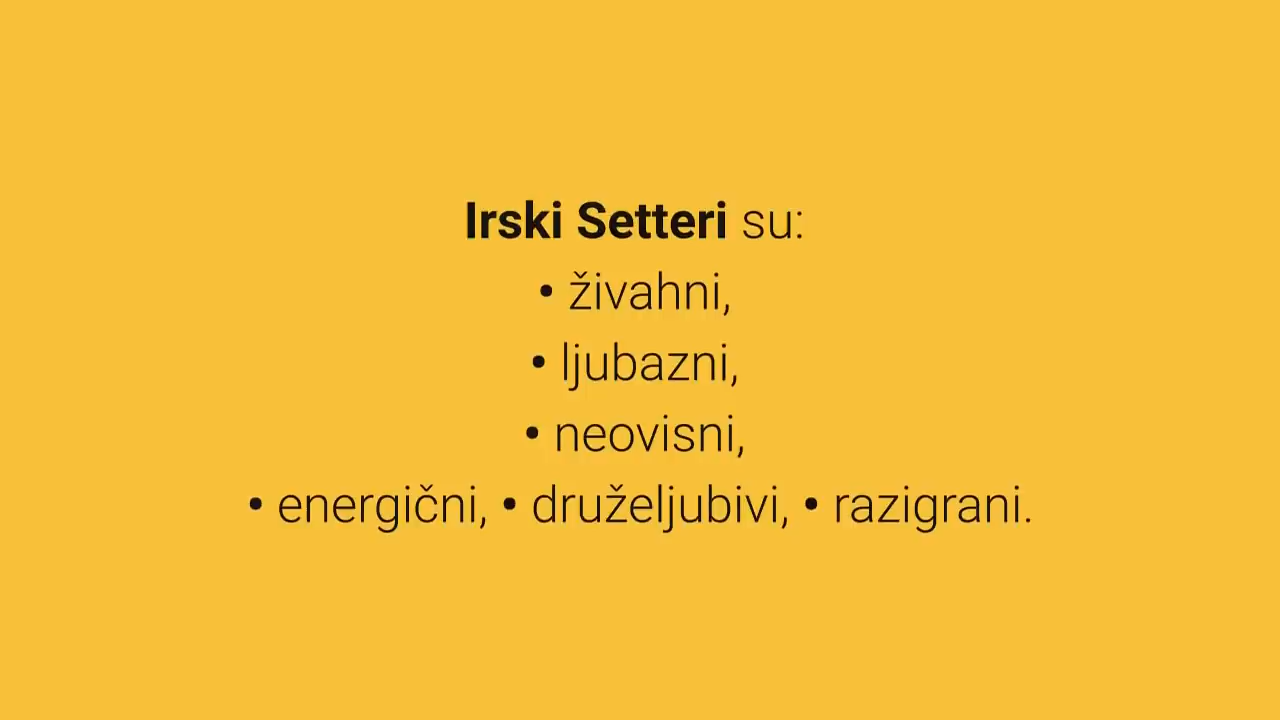 Irski Setteri su:
• živahni,
• ljubazni,
• neovisni,
• energični, • druželjubivi, • razigrani.